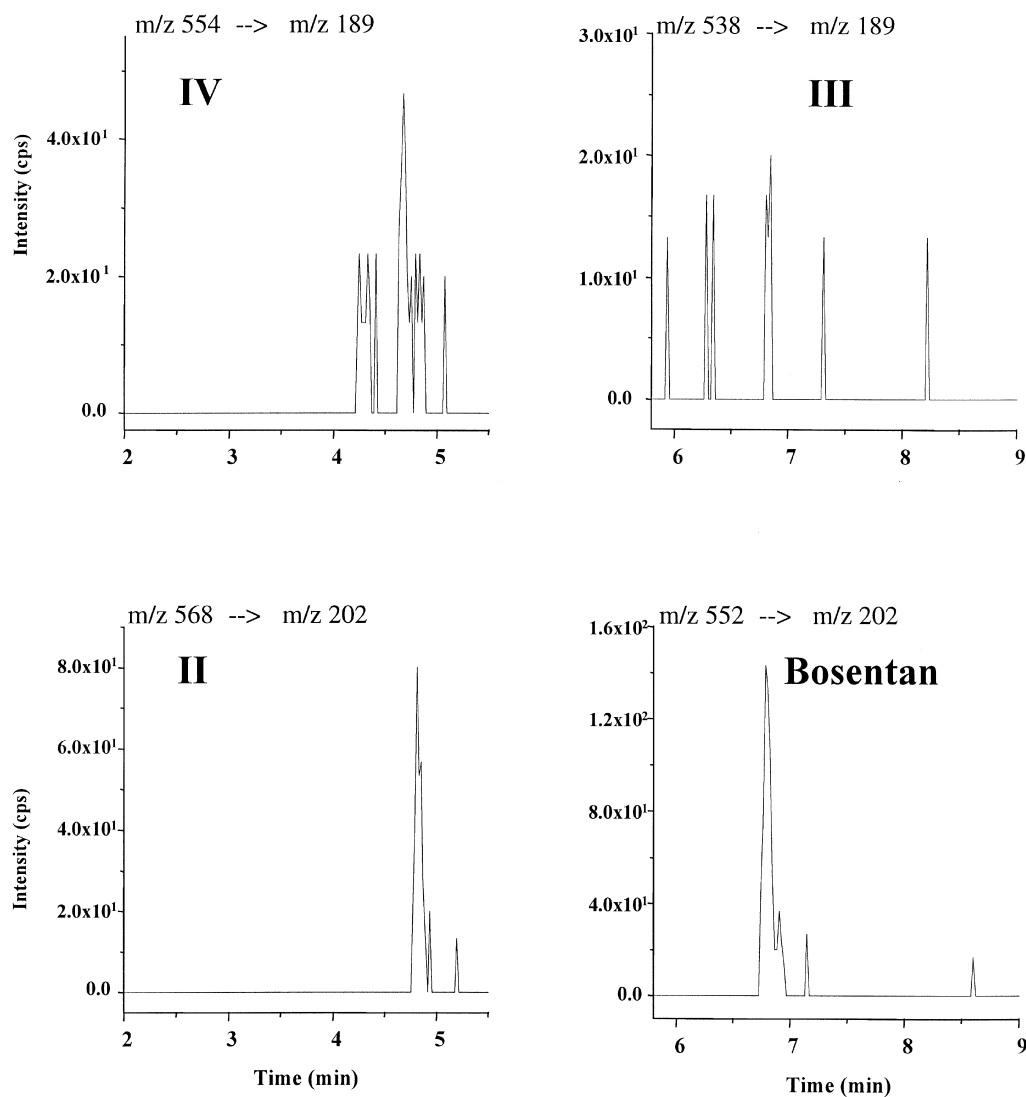 m/z 554 --> m/z 189
IV
Intensity (cps)
4.0x10¹
2.0x10¹
0.0
2 3 4 5
m/z 538 --> m/z 189
III
3.0x10¹
2.0x10¹
1.0x10¹
0.0
6 7 8 9
m/z 568 --> m/z 202
II
Intensity (cps)
8.0x10¹
6.0x10¹
4.0x10¹
2.0x10¹
0.0
2 3 4 5
Time (min)
m/z 552 --> m/z 202
Bosentan
1.6x10²
1.2x10²
8.0x10¹
4.0x10¹
0.0
6 7 8 9
Time (min)